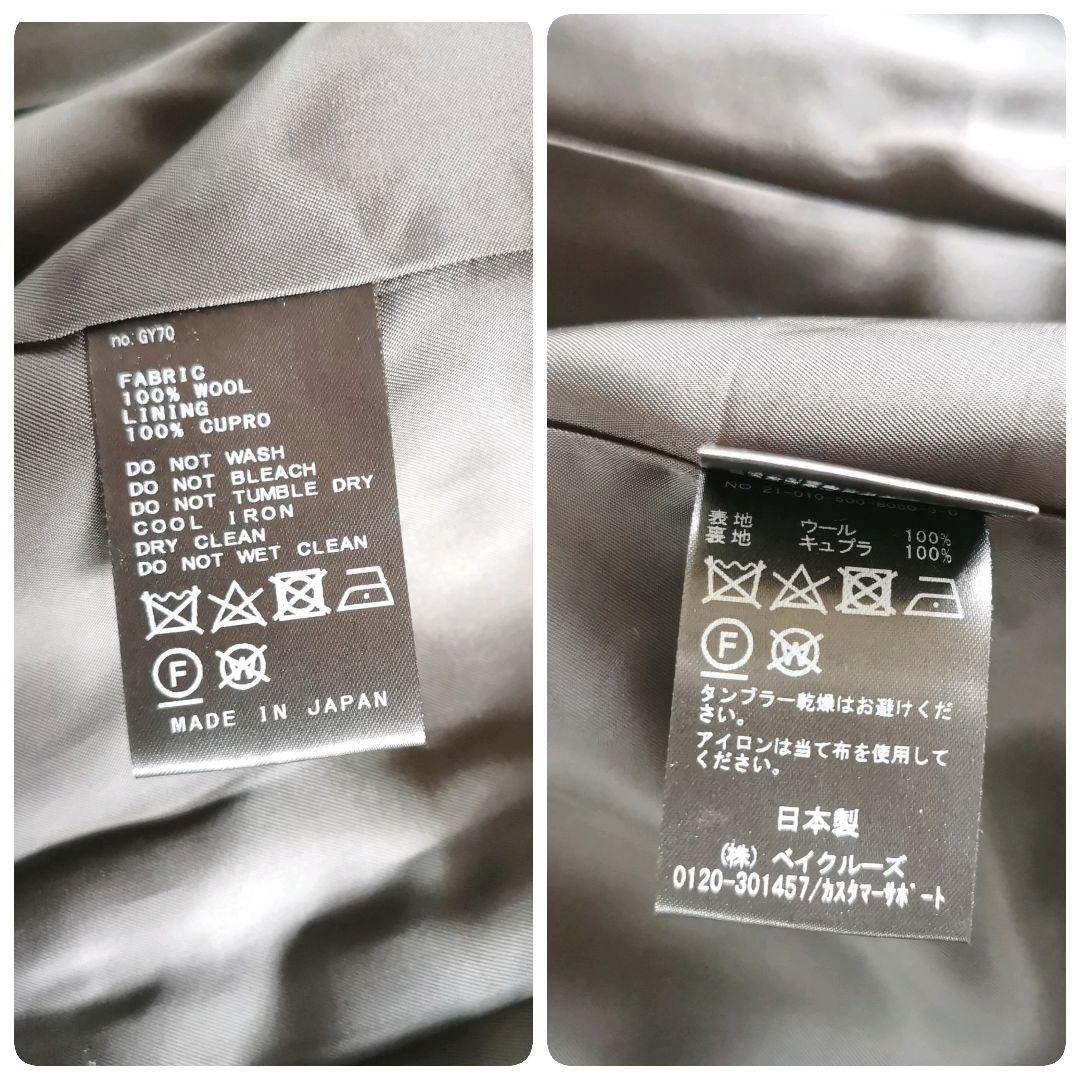 no:GY70
FABRIC
100% WOOL
LINING
100% CUPRO
DO NOT WASH
DO NOT BLEACH
DO NOT TUMBLE DRY
COOL IRON
DRY CLEAN
DO NOT WET CLEAN
F W
MADE IN JAPAN
表地 ウール 100%
裏地 キュプラ 100%
F W
タンブラー乾燥はお避けくだ
さい。
アイロンは当て布を使用して
ください。
日本製
(株) ベイクルーズ
0120-301457/カスタマーサポート